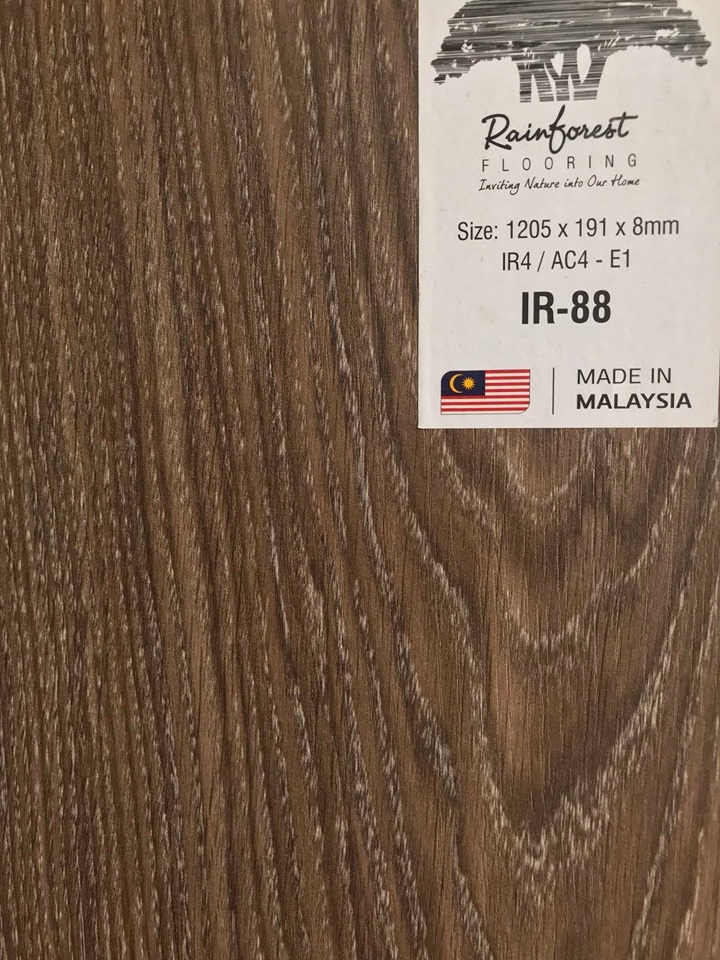 Rainforest
FLOORING
Inviting Nature into Our Home
Size: 1205 x 191 x 8mm
IR4 / AC4 - E1
IR-88
MADE IN
MALAYSIA